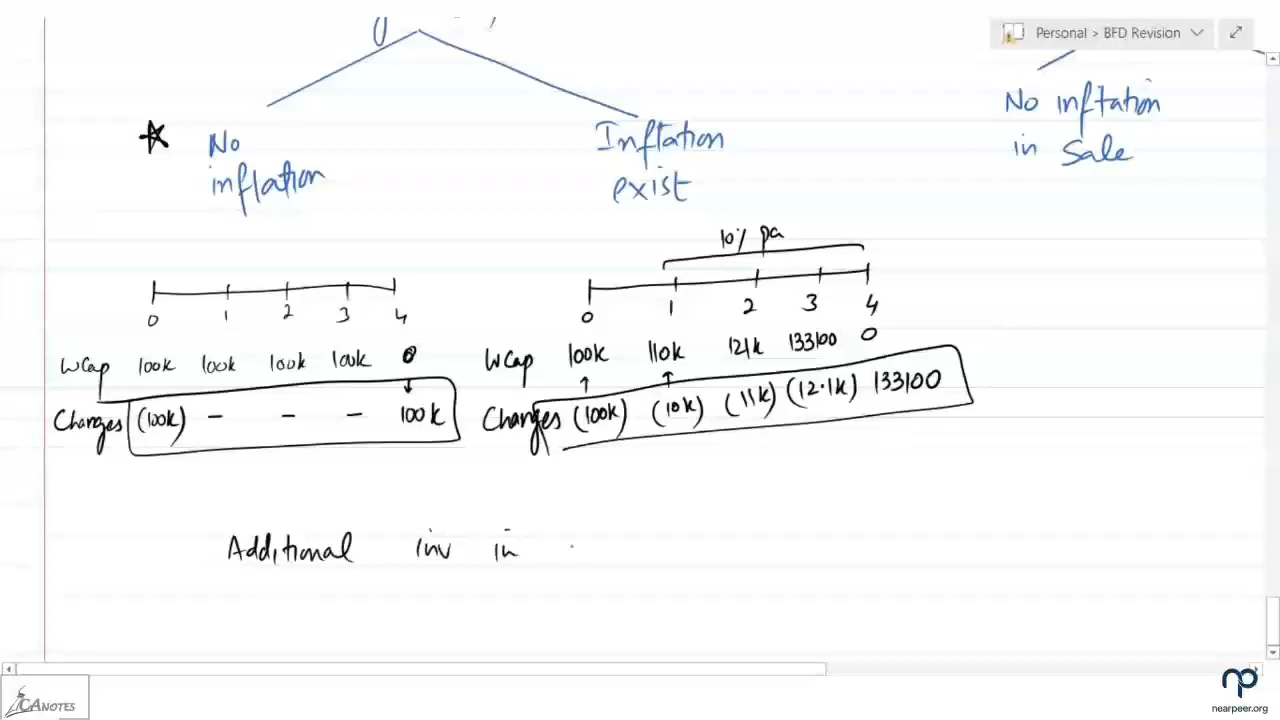 Personal > BFD Revision
No inflation
in Sale
No
inflation
Inflation
exist
10% pa
0 1 2 3 4
WCap 100k 100k 100k 100k 0
Changes (100k) - - - 100k
0 1 2 3 4
WCap 100k 110k 121k 133100 0
Changes (100k) (10k) (11k) (12.1k) 133100
Additional inv in
CANOTES
np
nearpeer.org